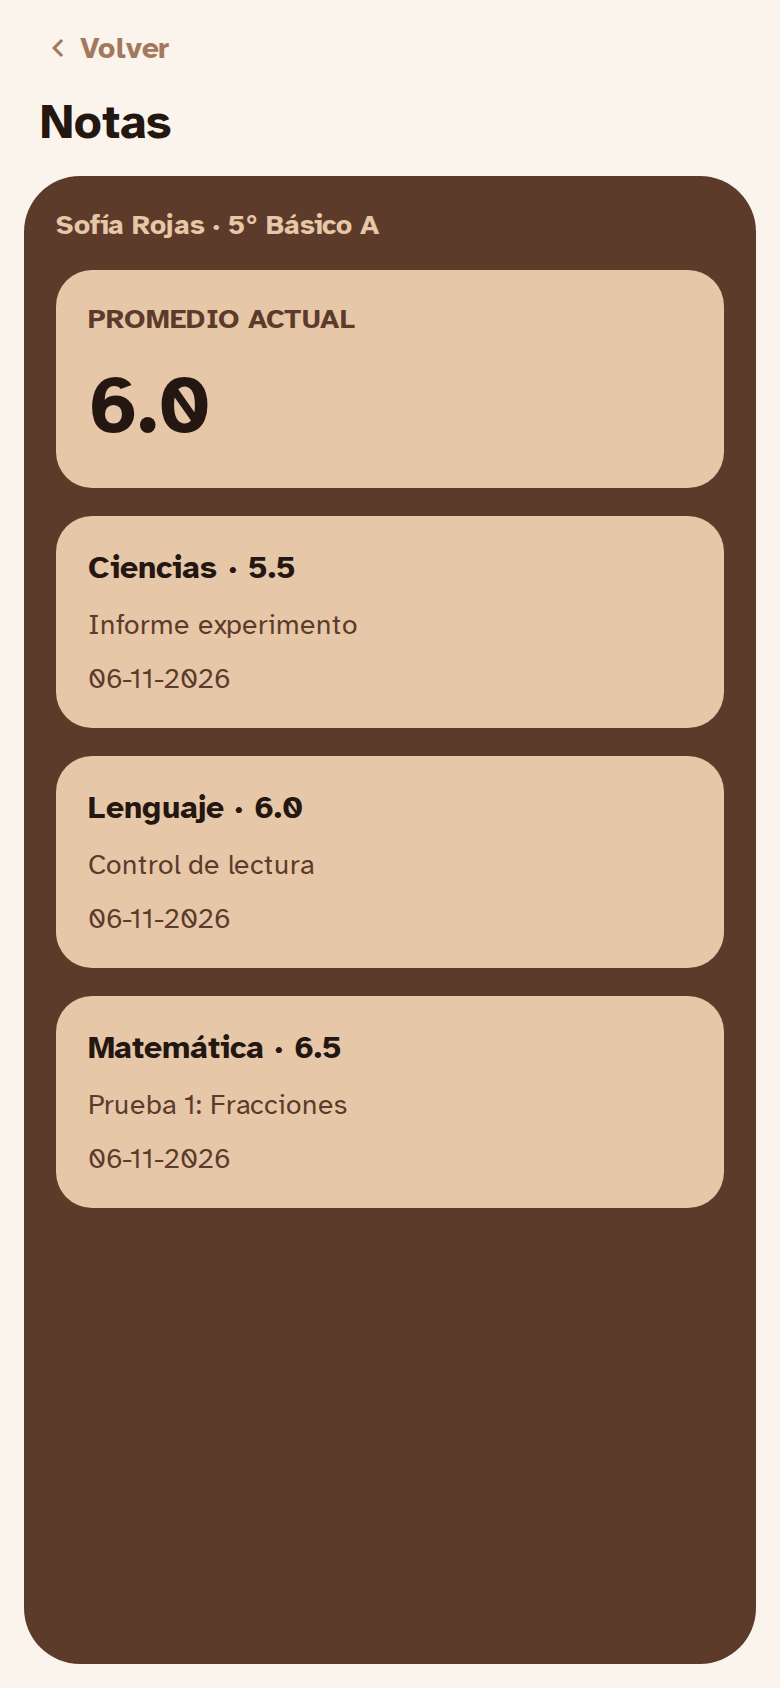 Volver
Notas
Sofía Rojas • 5° Básico A
PROMEDIO ACTUAL
6.0
Ciencias • 5.5
Informe experimento
06-11-2026
Lenguaje • 6.0
Control de lectura
06-11-2026
Matemática • 6.5
Prueba 1: Fracciones
06-11-2026